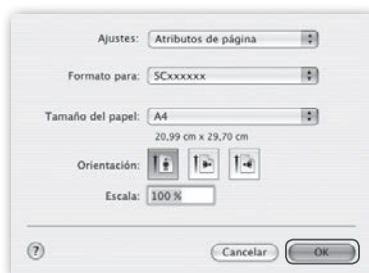 Ajustes: Atributos de página
Formato para: SCxxxxxx
Tamaño del papel: A4
20,99 cm x 29,70 cm
Orientación:
Escala: 100 %
? Cancelar OK